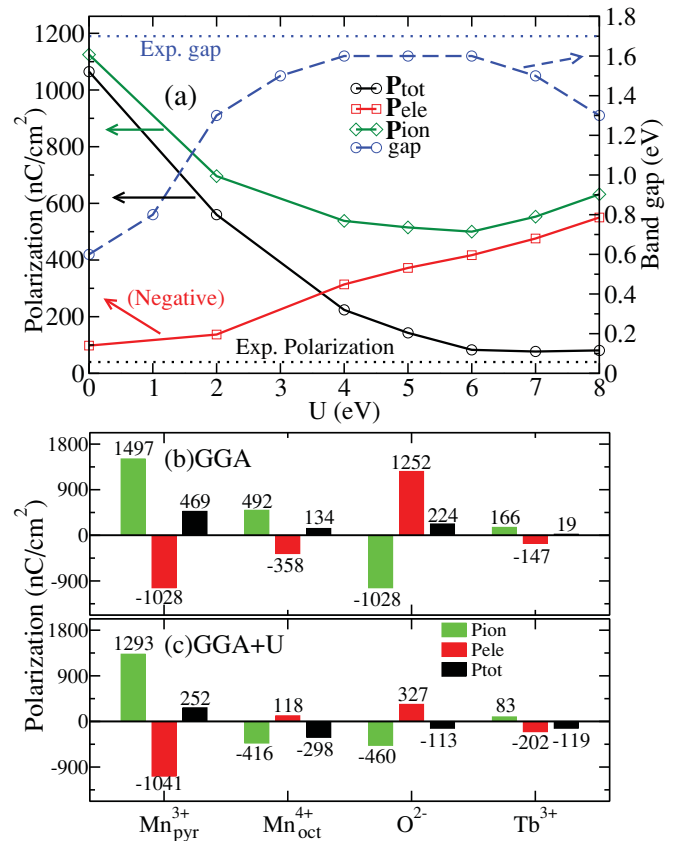 1200
1000
800
600
400
200
0
Polarization (nC/cm²)
1.8
1.6
1.4
1.2
1.0
0.8
0.6
0.4
0.2
0
Band gap (eV)
Exp. gap
(a)
Ptot
Pele
Pion
gap
(Negative)
Exp. Polarization
0 1 2 3 4 5 6 7 8
U (eV)
Polarization (nC/cm²)
1800
900
0
-900
(b)GGA
1497 -1028 469
492 -358 134
-1028 1252 224
166 -147 19
1800
900
0
-900
(c)GGA+U
Pion
Pele
Ptot
1293 -1041 252
-416 118 -298
-460 327 -113
83 -202 -119
Mn³⁺pyr Mn⁴⁺oct O²⁻ Tb³⁺